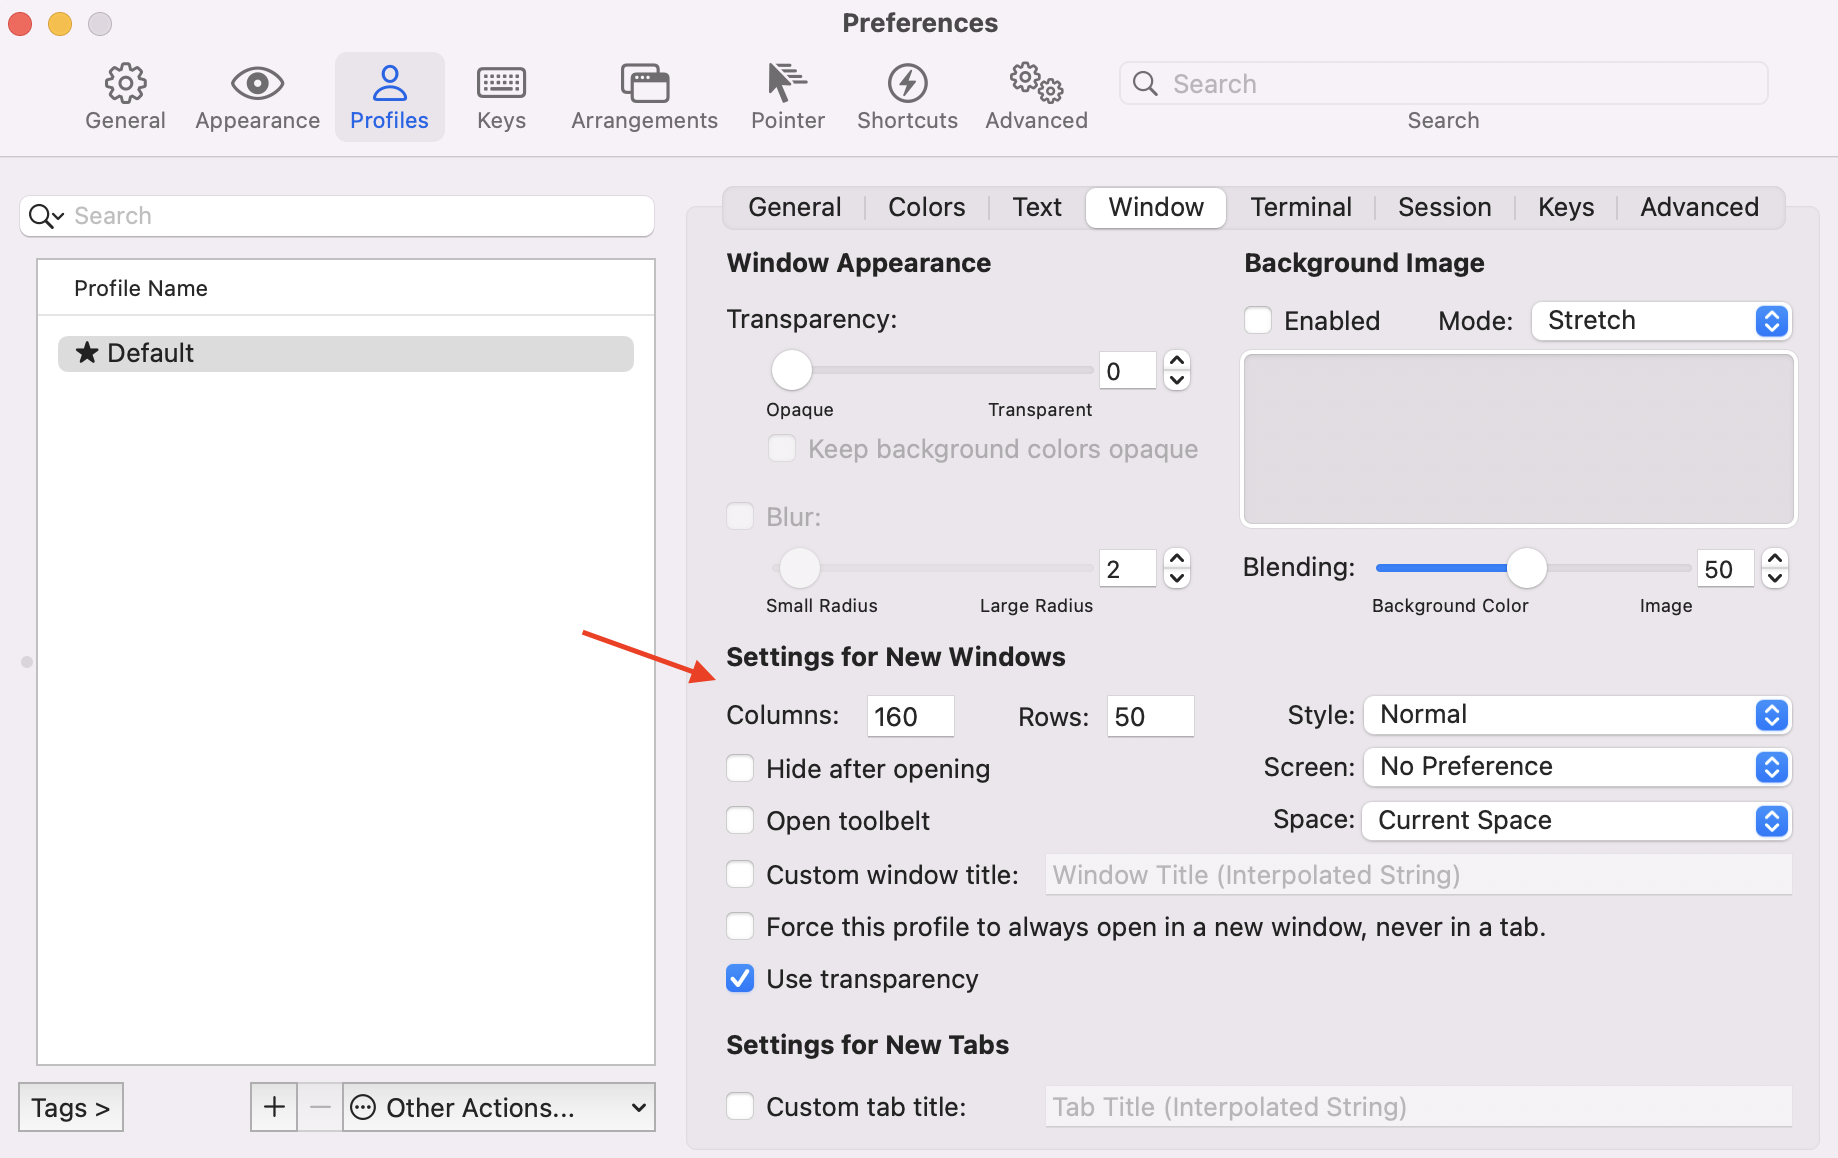 Preferences
General Appearance Profiles Keys Arrangements Pointer Shortcuts Advanced Search
Search
Search
Profile Name
★ Default
Tags >
+ − Other Actions...
General Colors Text Window Terminal Session Keys Advanced
Window Appearance
Transparency:
0
Opaque Transparent
Keep background colors opaque
Blur:
2
Small Radius Large Radius
Background Image
Enabled Mode: Stretch
Blending: 50
Background Color Image
Settings for New Windows
Columns: 160 Rows: 50 Style: Normal
Hide after opening Screen: No Preference
Open toolbelt Space: Current Space
Custom window title: Window Title (Interpolated String)
Force this profile to always open in a new window, never in a tab.
Use transparency
Settings for New Tabs
Custom tab title: Tab Title (Interpolated String)